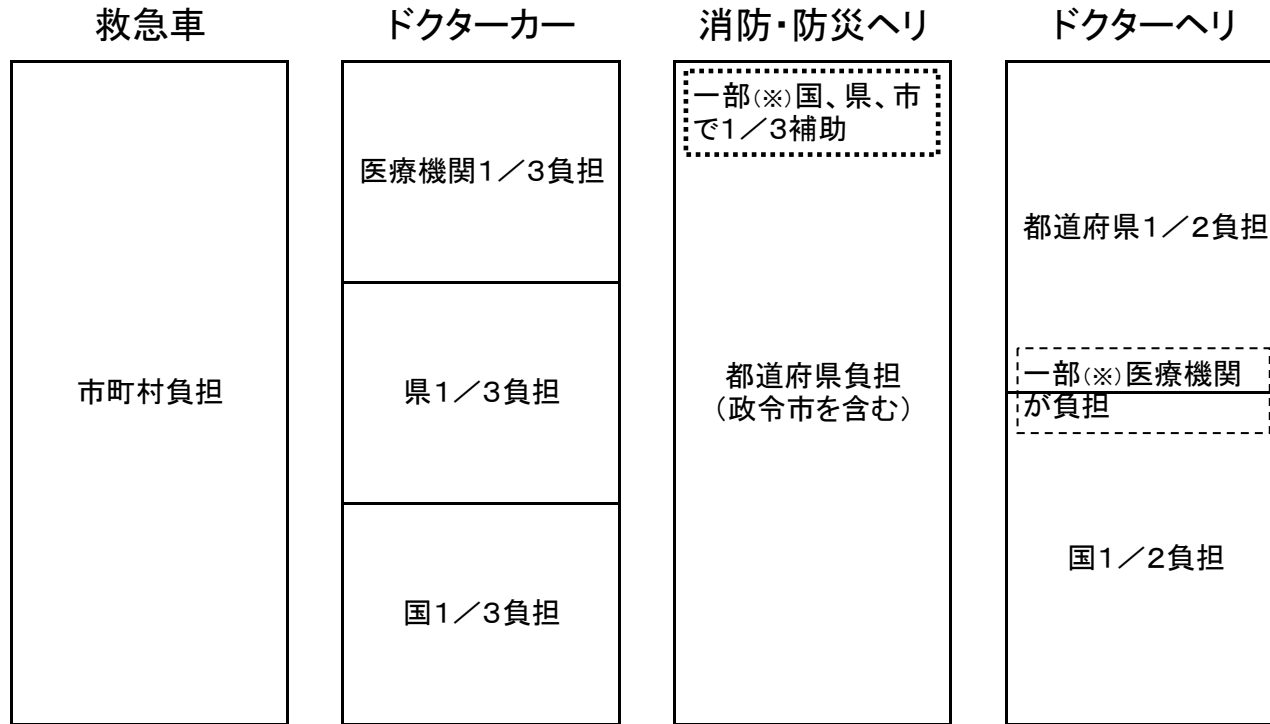 救急車
市町村負担
ドクターカー
医療機関1/3負担
県1/3負担
国1/3負担
消防・防災ヘリ
一部(※)国、県、市
で1/3補助
都道府県負担
(政令市を含む)
ドクターヘリ
都道府県1/2負担
一部(※)医療機関
が負担
国1/2負担